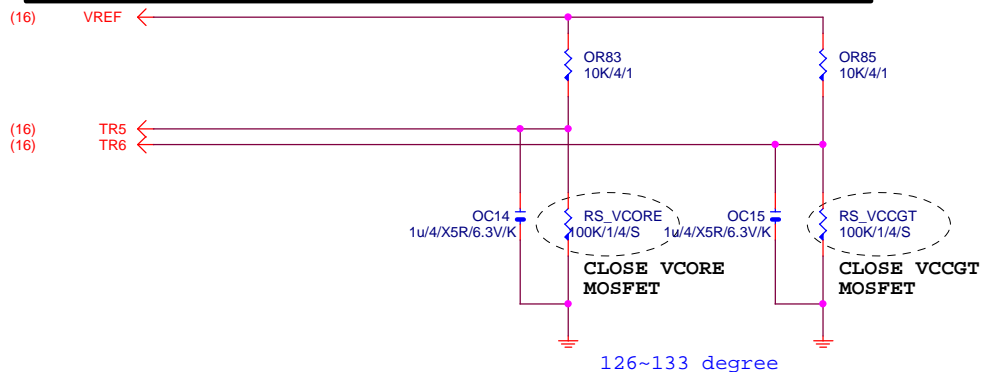 (16) VREF
OR83
10K/4/1
OR85
10K/4/1
(16) TR5
(16) TR6
OC14
1u/4/X5R/6.3V/K
RS_VCORE
100K/1/4/S
OC15
1u/4/X5R/6.3V/K
RS_VCCGT
100K/1/4/S
CLOSE VCORE
MOSFET
CLOSE VCCGT
MOSFET
126~133 degree